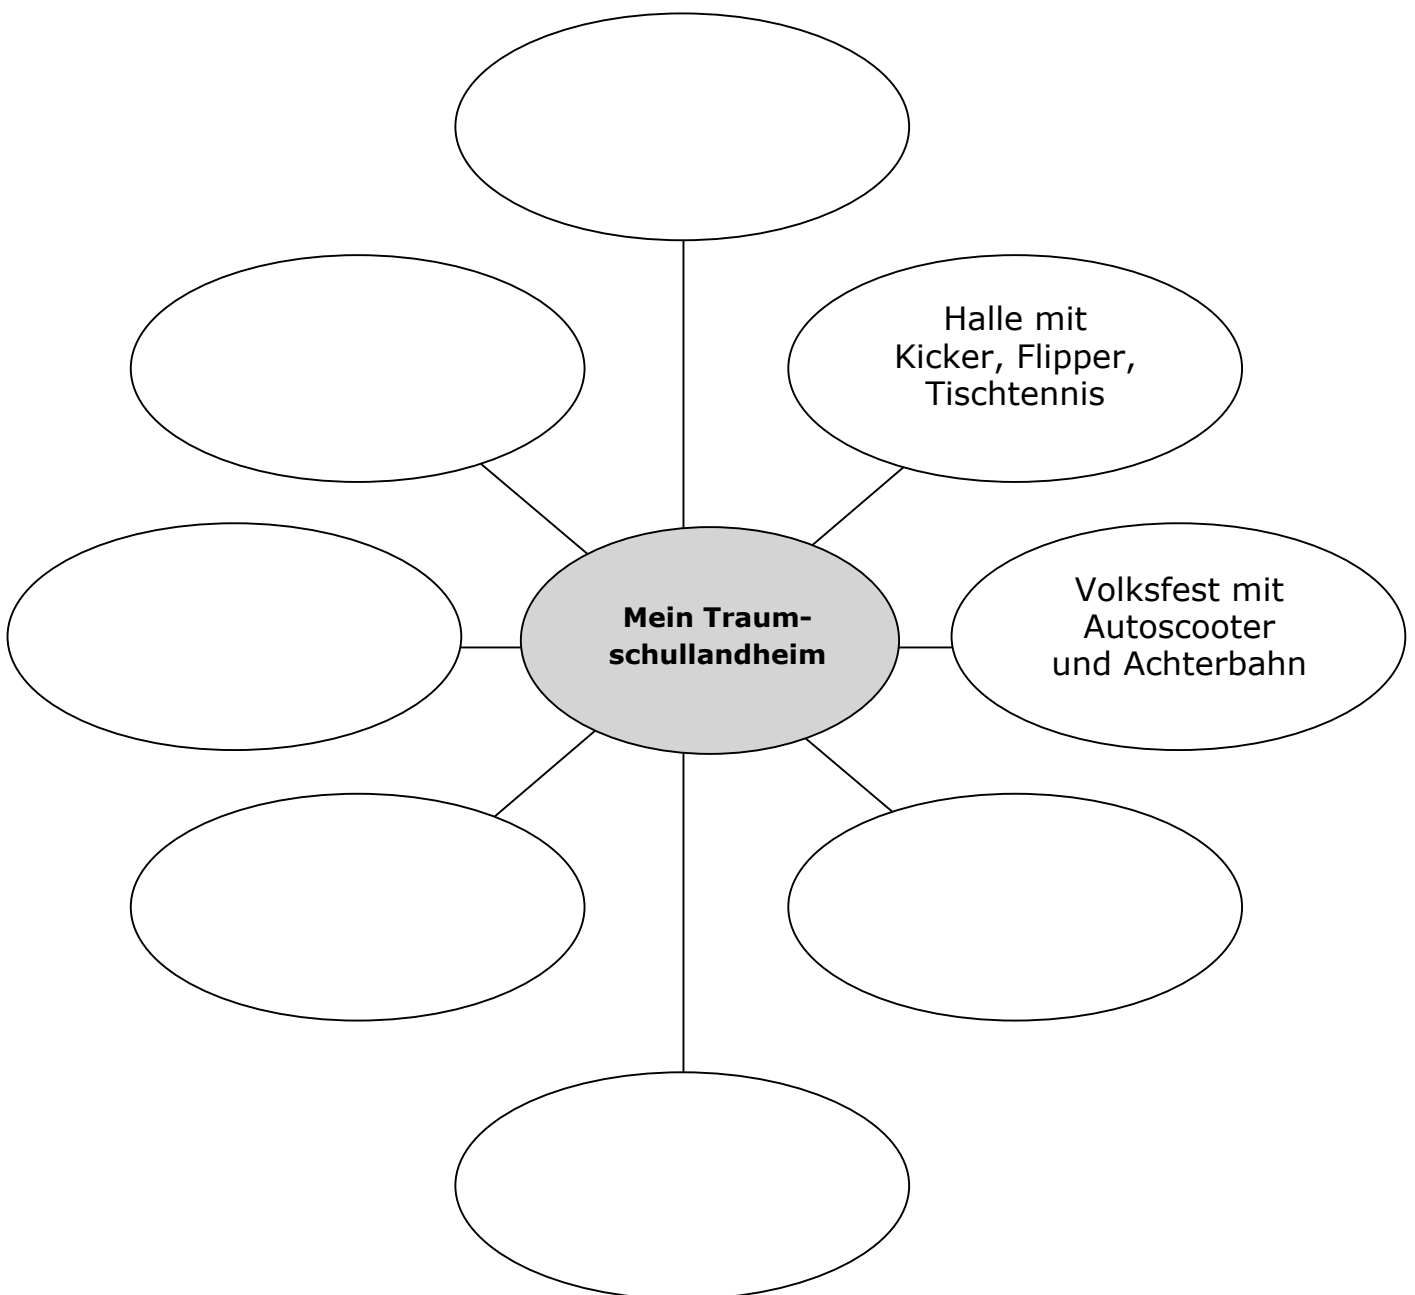 Halle mit
Kicker, Flipper,
Tischtennis
Volksfest mit
Autoscooter
und Achterbahn
Mein Traum-
schullandheim